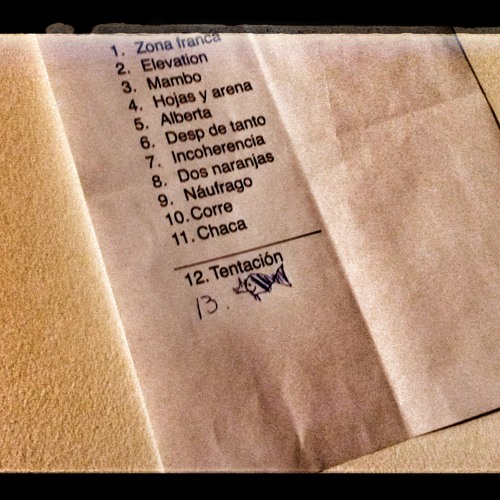 1. Zona franca
2. Elevation
3. Mambo
4. Hojas y arena
5. Alberta
6. Desp de tanto
7. Incoherencia
8. Dos naranjas
9. Náufrago
10. Corre
11. Chaca
12. Tentación
13.